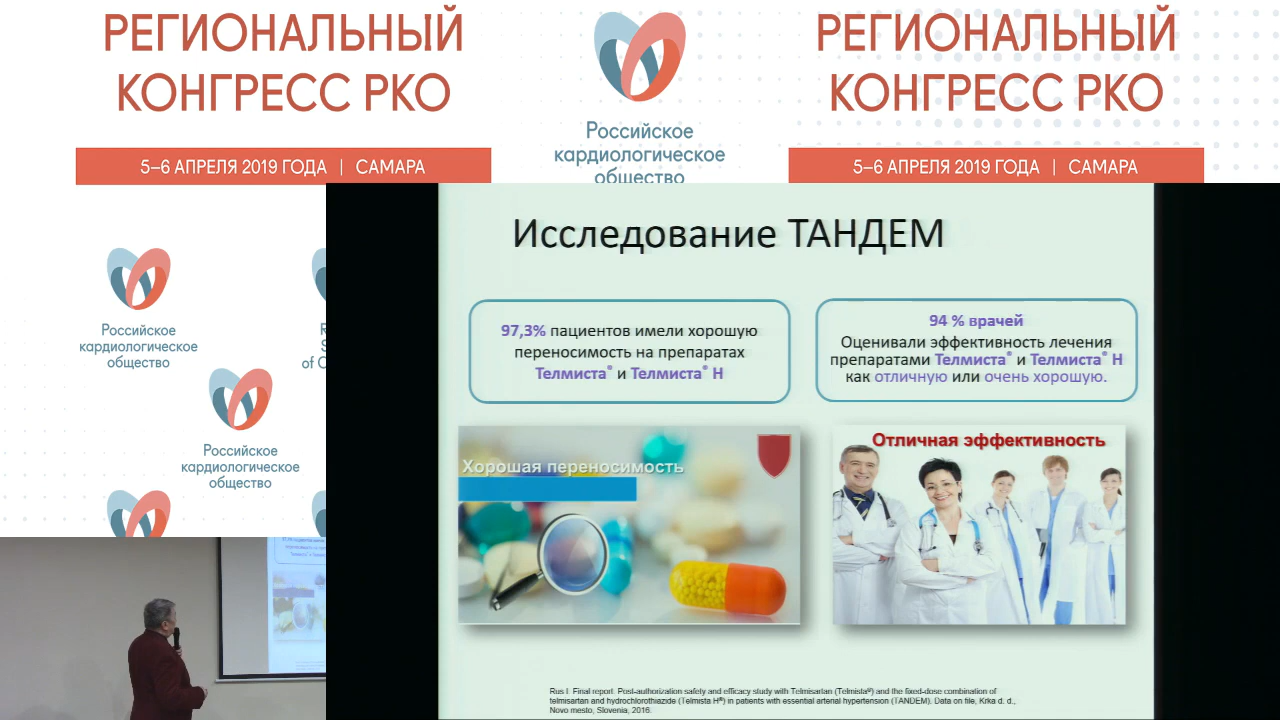 РЕГИОНАЛЬНЫЙ
КОНГРЕСС РКО
5–6 АПРЕЛЯ 2019 ГОДА | САМАРА
Российское
кардиологическое
общество
РЕГИОНАЛЬНЫЙ
КОНГРЕСС РКО
5–6 АПРЕЛЯ 2019 ГОДА | САМАРА
Российское
кардиологическое
общество
R
S
of C
Российское
кардиологическое
общество
Исследование ТАНДЕМ
97,3% пациентов имели хорошую
переносимость на препаратах
Телмиста® и Телмиста® Н
94 % врачей
Оценивали эффективность лечения
препаратами Телмиста® и Телмиста® Н
как отличную или очень хорошую.
Хорошая переносимость
Отличная эффективность
Rus I. Final report. Post-authorization safety and efficacy study with Telmisartan (Telmista®) and the fixed-dose combination of
telmisartan and hydrochlorothiazide (Telmista H®) in patients with essential arterial hypertension (TANDEM). Data on file, Krka d. d.,
Novo mesto, Slovenia, 2016.